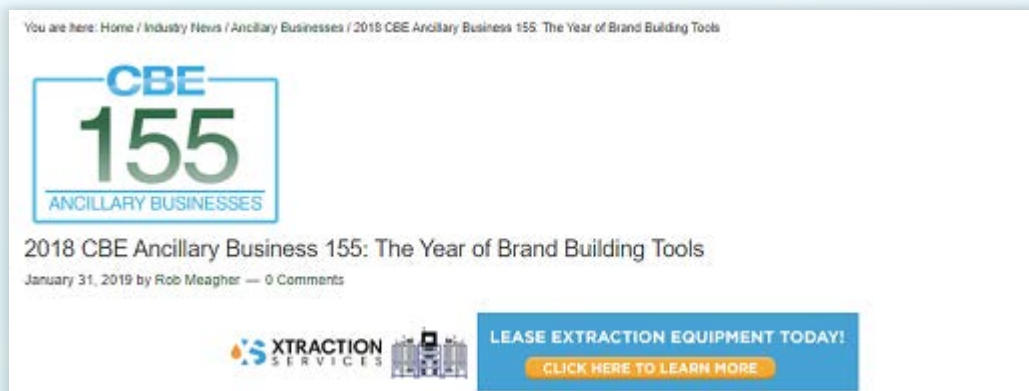 You are here: Home / Industry News / Ancillary Businesses / 2018 CBE Ancillary Business 155: The Year of Brand Building Tools
CBE
155
ANCILLARY BUSINESSES
2018 CBE Ancillary Business 155: The Year of Brand Building Tools
January 31, 2019 by Rob Meagher — 0 Comments
XTRACTION
SERVICES
LEASE EXTRACTION EQUIPMENT TODAY!
CLICK HERE TO LEARN MORE